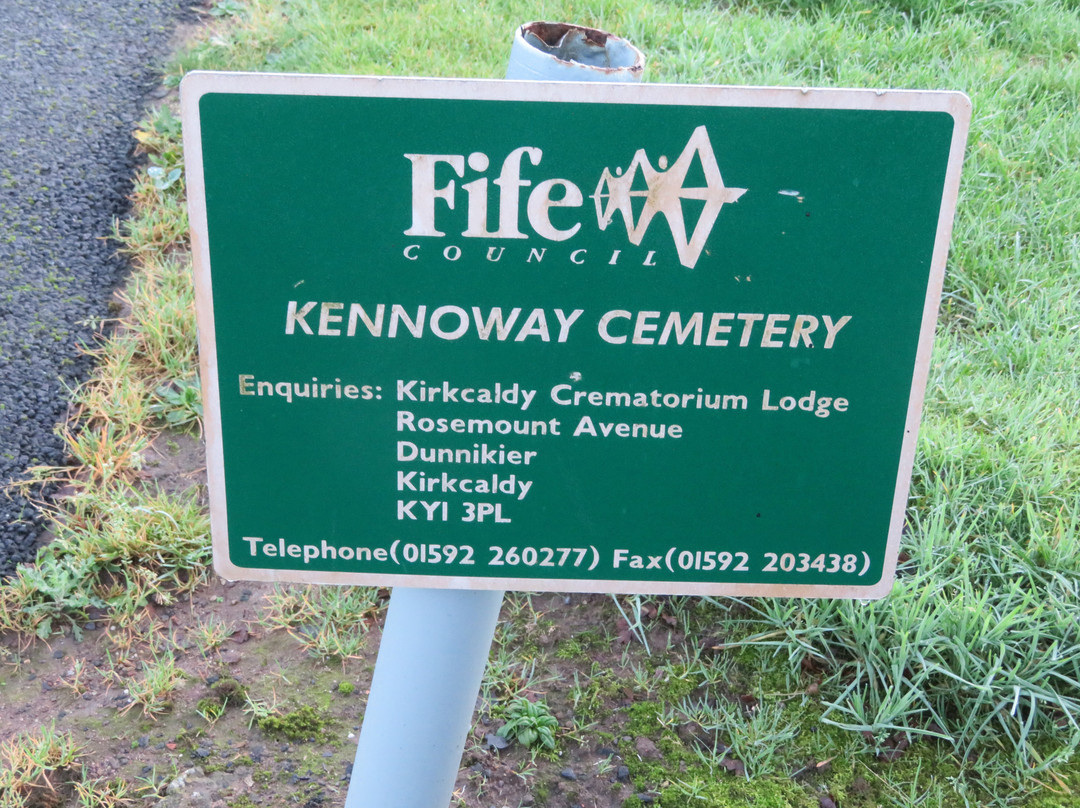 Fife
COUNCIL
KENNOWAY CEMETERY
Enquiries: Kirkcaldy Crematorium Lodge
Rosemount Avenue
Dunnikier
Kirkcaldy
KY1 3PL
Telephone(01592 260277) Fax(01592 203438)